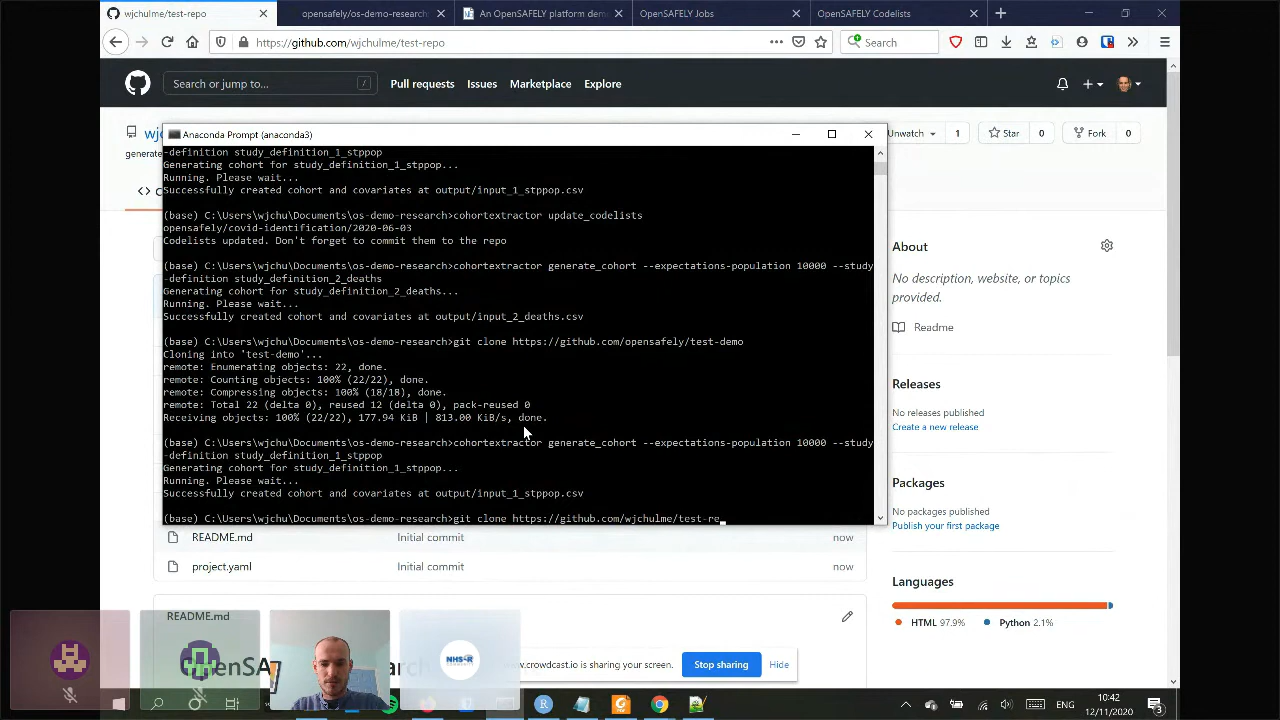 wjchulme/test-repo
opensafely/os-demo-research
An OpenSAFELY platform dem
OpenSAFELY Jobs
OpenSAFELY Codelists
https://github.com/wjchulme/test-repo
Search
Search or jump to...
/
Pull requests
Issues
Marketplace
Explore
Anaconda Prompt (anaconda3)
Unwatch
1
Star
0
Fork
0
-definition study_definition_1_stppop
Generating cohort for study_definition_1_stppop...
Running. Please wait...
Successfully created cohort and covariates at output/input_1_stppop.csv
(base) C:\Users\wjchu\Documents\os-demo-research>cohortextractor update_codelists
opensafely/covid-identification/2020-06-03
Codelists updated. Don't forget to commit them to the repo
(base) C:\Users\wjchu\Documents\os-demo-research>cohortextractor generate_cohort --expectations-population 10000 --study
-definition study_definition_2_deaths
Generating cohort for study_definition_2_deaths...
Running. Please wait...
Successfully created cohort and covariates at output/input_2_deaths.csv
(base) C:\Users\wjchu\Documents\os-demo-research>git clone https://github.com/opensafely/test-demo
Cloning into 'test-demo'...
remote: Enumerating objects: 22, done.
remote: Counting objects: 100% (22/22), done.
remote: Compressing objects: 100% (18/18), done.
remote: Total 22 (delta 0), reused 12 (delta 0), pack-reused 0
Receiving objects: 100% (22/22), 177.94 KiB | 813.00 KiB/s, done.
(base) C:\Users\wjchu\Documents\os-demo-research>cohortextractor generate_cohort --expectations-population 10000 --study
-definition study_definition_1_stppop
Generating cohort for study_definition_1_stppop...
Running. Please wait...
Successfully created cohort and covariates at output/input_1_stppop.csv
(base) C:\Users\wjchu\Documents\os-demo-research>git clone https://github.com/wjchulme/test-re_
wjc
generate
About
No description, website, or topics
provided.
Readme
Releases
No releases published
Create a new release
Packages
No packages published
Publish your first package
Languages
HTML 97.9%
Python 2.1%
README.md
Initial commit
now
project.yaml
Initial commit
now
README.md
OpenSA
research
NHS-R
COMMUNITY
www.crowdcast.io is sharing your screen.
Stop sharing
Hide
ENG
10:42
12/11/2020
3